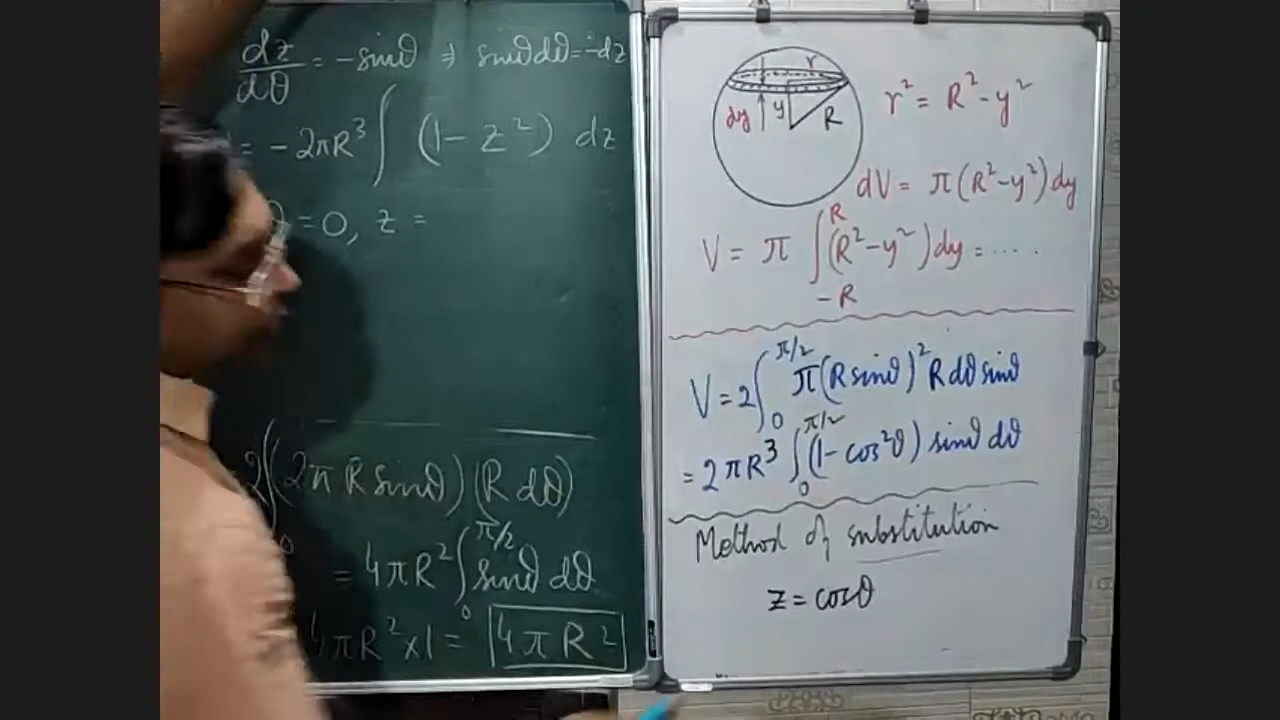 dz/dθ = -sinθ ⇒ sinθdθ = -dz
= -2πR³ ∫ (1 - z²) dz
θ = 0, z =
2∫(2πR sinθ)(R dθ)
0
= 4πR² ∫₀^π/2 sinθ dθ
4πR² x 1 = 4πR²
r
dy y R
r² = R² - y²
dV = π(R² - y²)dy
V = π ∫₋R^R (R² - y²)dy = .....
V = 2∫₀^π/2 π(R sinθ)² R dθ sinθ
= 2πR³ ∫₀^π/2 (1 - cos²θ) sinθ dθ
Method of substitution
z = cosθ